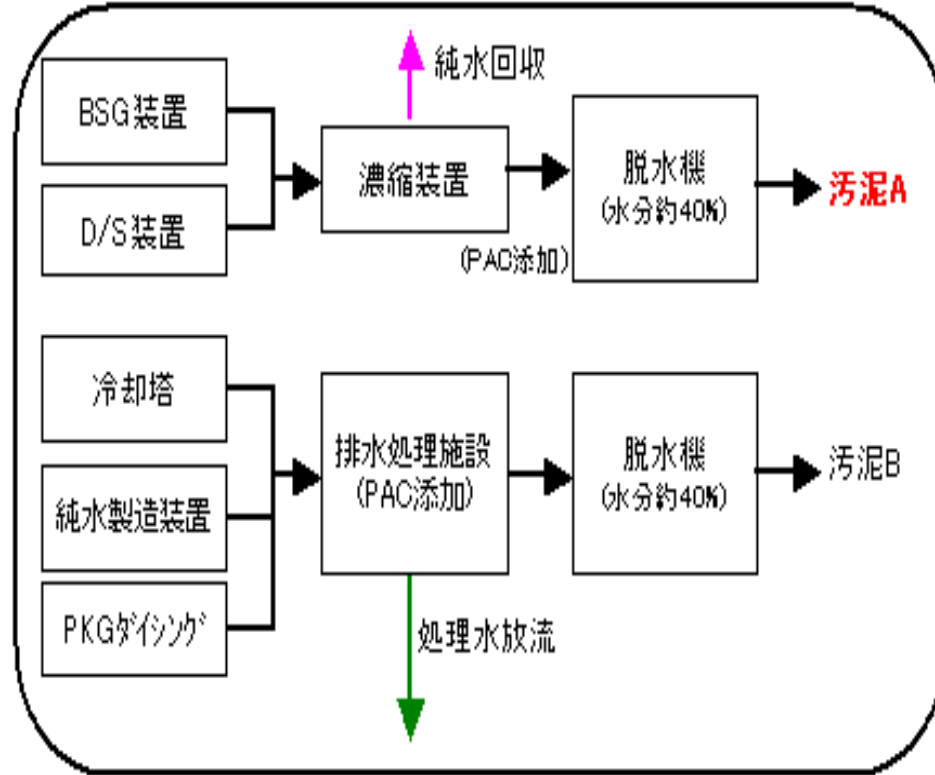 純水回収
BSG装置
濃縮装置
脱水機
(水分約40%)
汚泥A
D/S装置
(PAC添加)
冷却塔
排水処理施設
(PAC添加)
脱水機
(水分約40%)
汚泥B
純水製造装置
PKGダイシング
処理水放流